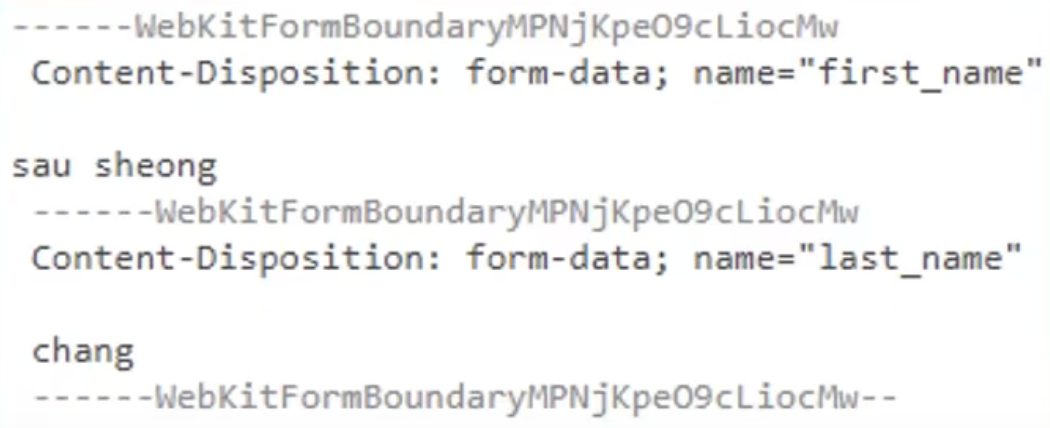 ------WebKitFormBoundaryMPNjKpeO9cLiocMw
Content-Disposition: form-data; name="first_name"
sau sheong
------WebKitFormBoundaryMPNjKpeO9cLiocMw
Content-Disposition: form-data; name="last_name"
chang
------WebKitFormBoundaryMPNjKpeO9cLiocMw--